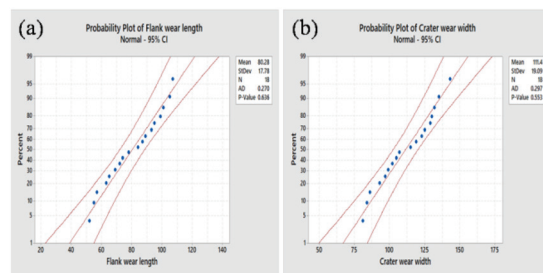 (a)
Probability Plot of Flank wear length
Normal - 95% CI
Mean 80.28
StDev 17.78
N 18
AD 0.270
P-Value 0.636
99
95
90
80
70
60
50
40
30
20
10
5
1
Percent
20 40 60 80 100 120 140
Flank wear length
(b)
Probability Plot of Crater wear width
Normal - 95% CI
Mean 111.4
StDev 19.09
N 18
AD 0.297
P-Value 0.553
99
95
90
80
70
60
50
40
30
20
10
5
1
Percent
50 75 100 125 150 175
Crater wear width